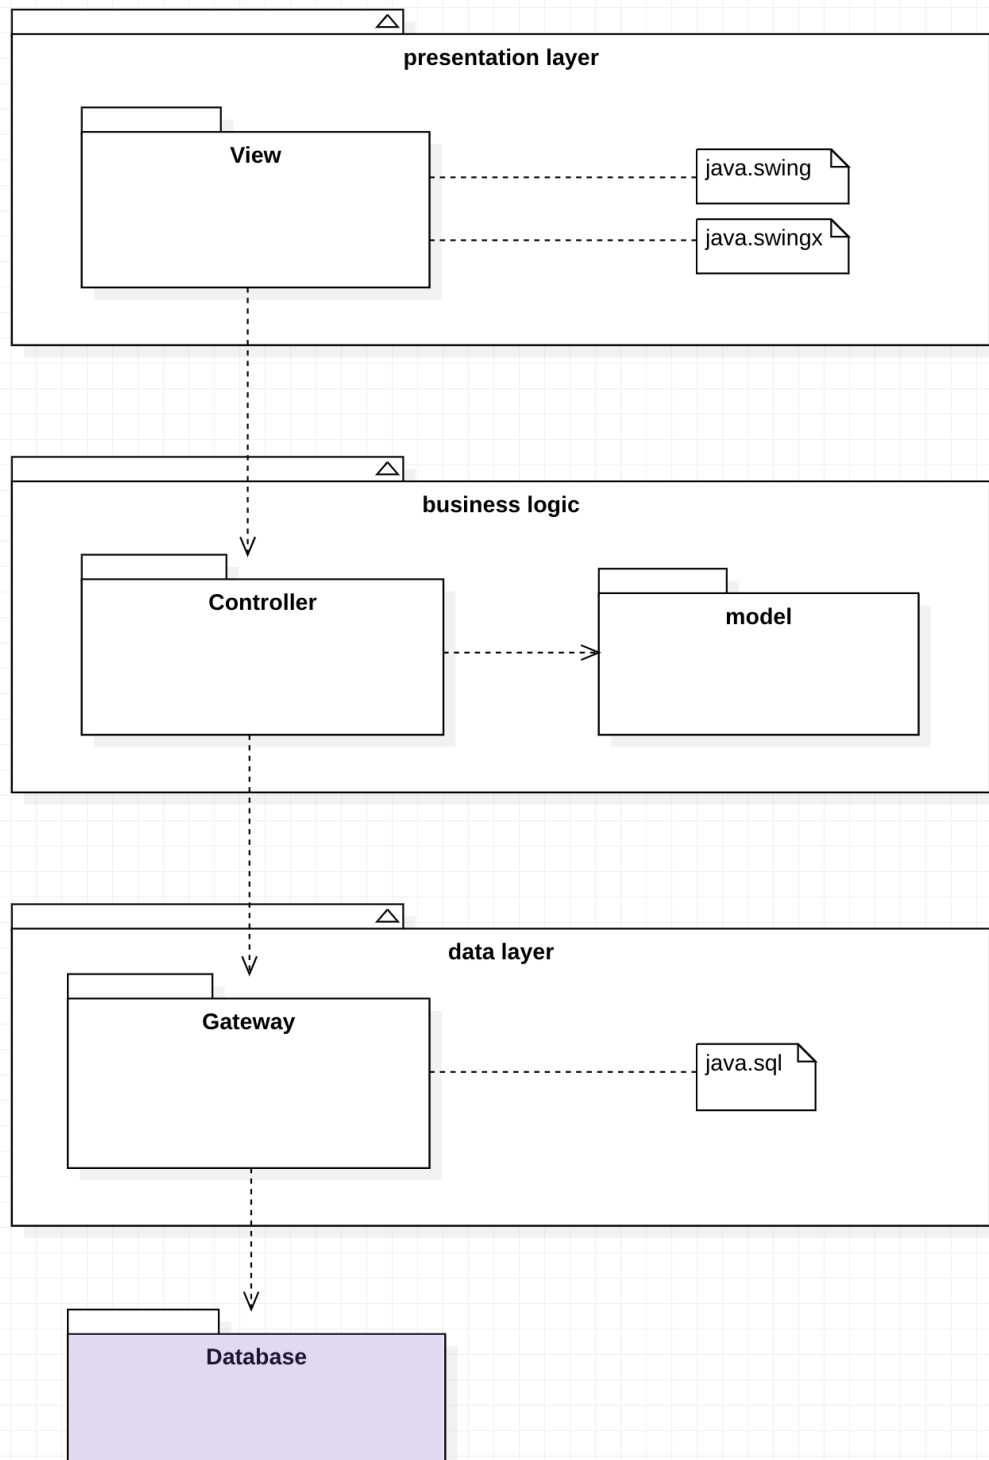 presentation layer
View
java.swing
java.swingx
business logic
Controller
model
data layer
Gateway
java.sql
Database